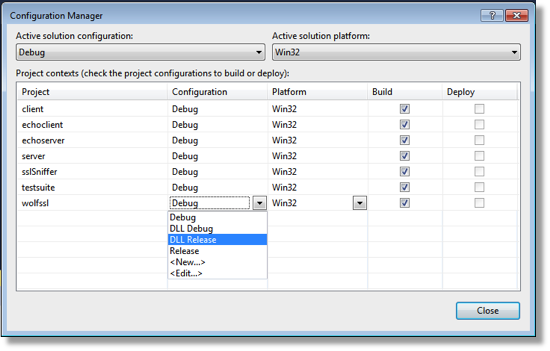 Configuration Manager
Active solution configuration: Active solution platform:
Debug Win32
Project contexts (check the project configurations to build or deploy):
Project Configuration Platform Build Deploy
client Debug Win32
echoclient Debug Win32
echoserver Debug Win32
server Debug Win32
sslSniffer Debug Win32
testsuite Debug Win32
wolfssl Debug Win32
Debug
DLL Debug
DLL Release
Release
<New...>
<Edit...>
Close